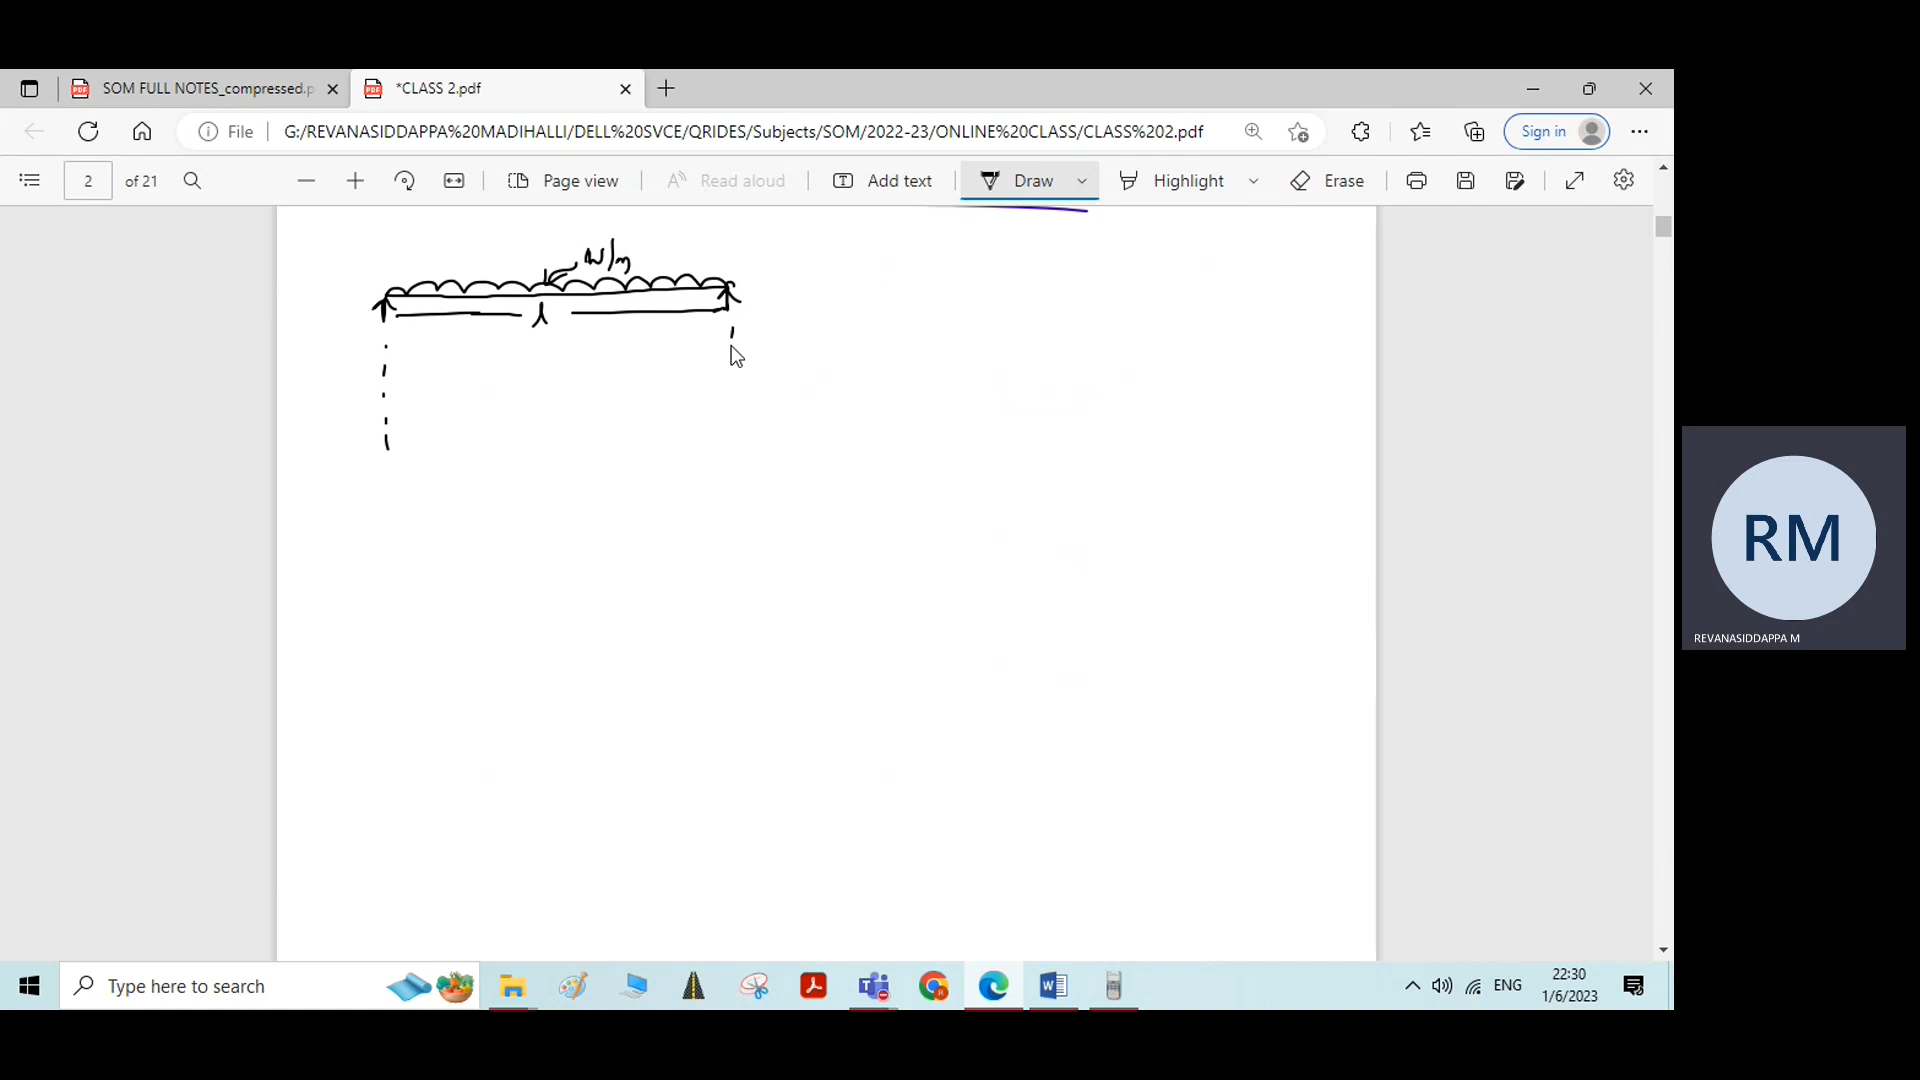 SOM FULL NOTES_compressed.p
*CLASS 2.pdf
File
G:/REVANASIDDAPPA%20MADIHALLI/DELL%20SVCE/QRIDES/Subjects/SOM/2022-23/ONLINE%20CLASS/CLASS%202.pdf
Sign in
2 of 21
Page view
Read aloud
Add text
Draw
Highlight
Erase
W/m
l
RM
REVANASIDDAPPA M
Type here to search
ENG
22:30
1/6/2023